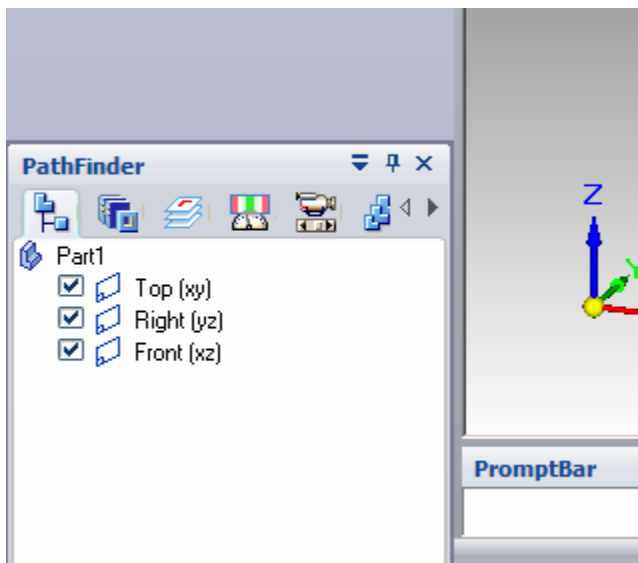 PathFinder
Part1
Top (xy)
Right (yz)
Front (xz)
Z
Y
PromptBar